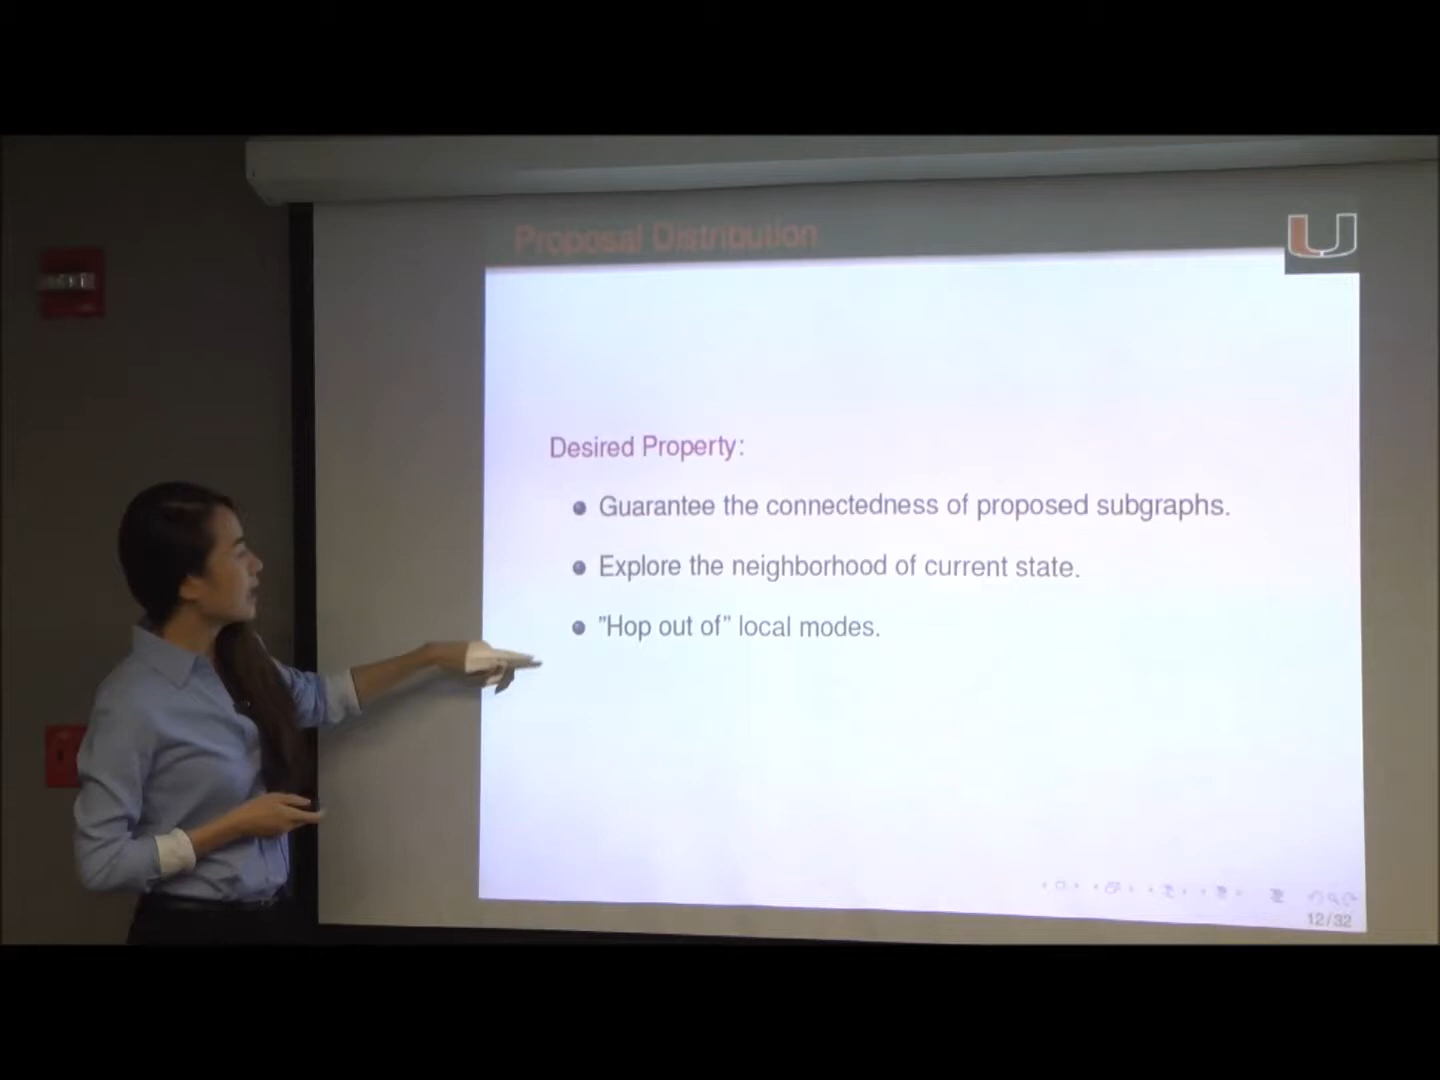 Proposal Distribution
U
Desired Property:
Guarantee the connectedness of proposed subgraphs.
Explore the neighborhood of current state.
"Hop out of" local modes.
12/32